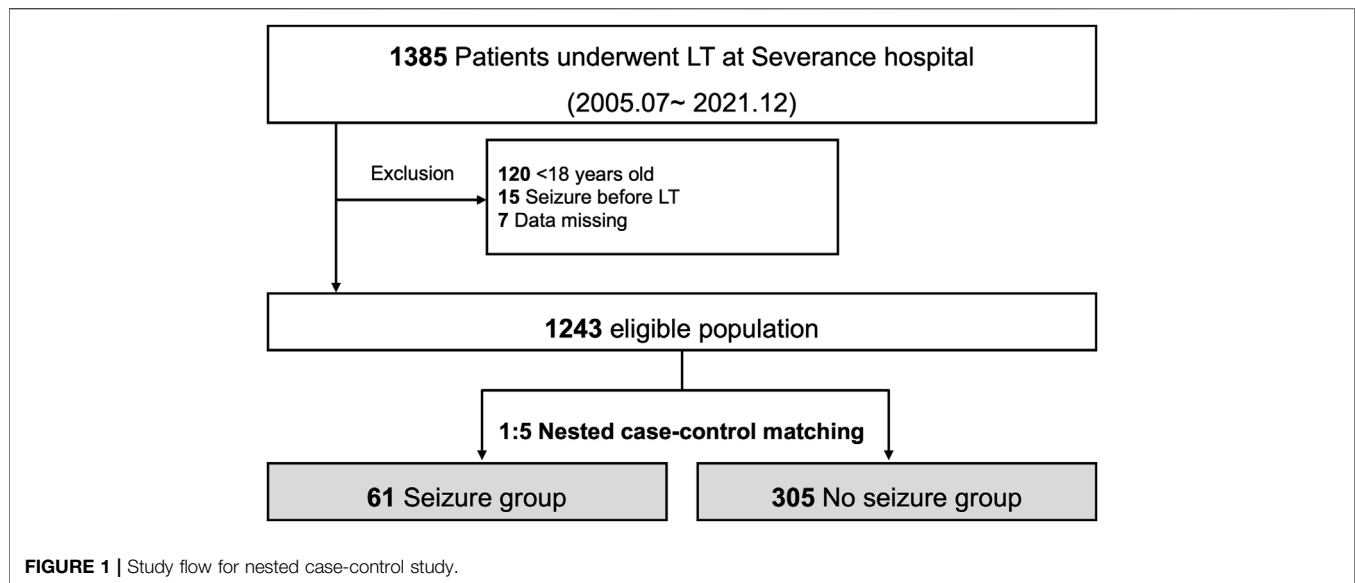 1385 Patients underwent LT at Severance hospital
(2005.07~ 2021.12)
Exclusion
120 <18 years old
15 Seizure before LT
7 Data missing
1243 eligible population
1:5 Nested case-control matching
61 Seizure group
305 No seizure group
FIGURE 1 | Study flow for nested case-control study.